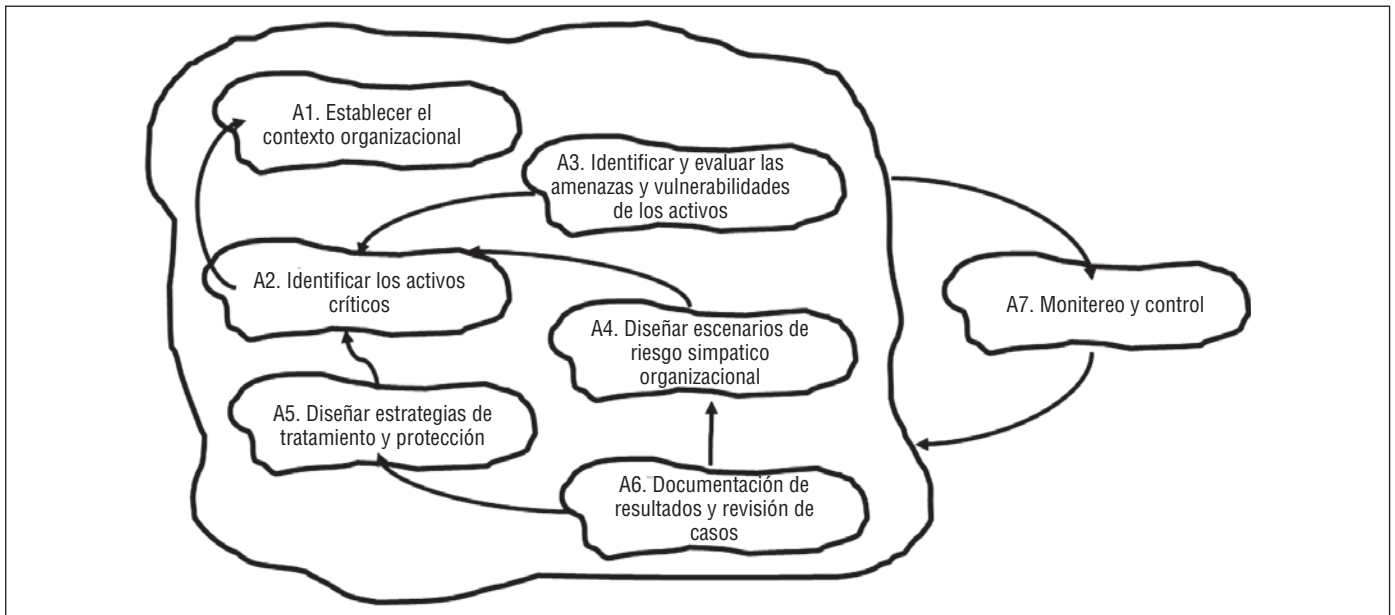 A1. Establecer el
contexto organizacional
A3. Identificar y evaluar las
amenazas y vulnerabilidades
de los activos
A2. Identificar los activos
críticos
A7. Monitereo y control
A4. Diseñar escenarios de
riesgo simpatico
organizacional
A5. Diseñar estrategias de
tratamiento y protección
A6. Documentación de
resultados y revisión de
casos